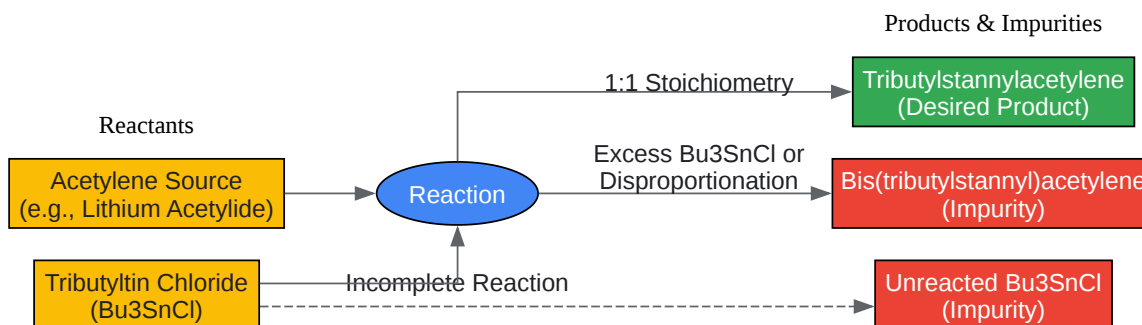 Products & Impurities
1:1 Stoichiometry
Tributylstannylacetylene
(Desired Product)
Reactants
Acetylene Source
(e.g., Lithium Acetylide)
Reaction
Excess Bu3SnCl or
Disproportionation
Bis(tributylstannyl)acetylene
(Impurity)
Tributyltin Chloride
(Bu3SnCl)
Incomplete Reaction
Unreacted Bu3SnCl
(Impurity)